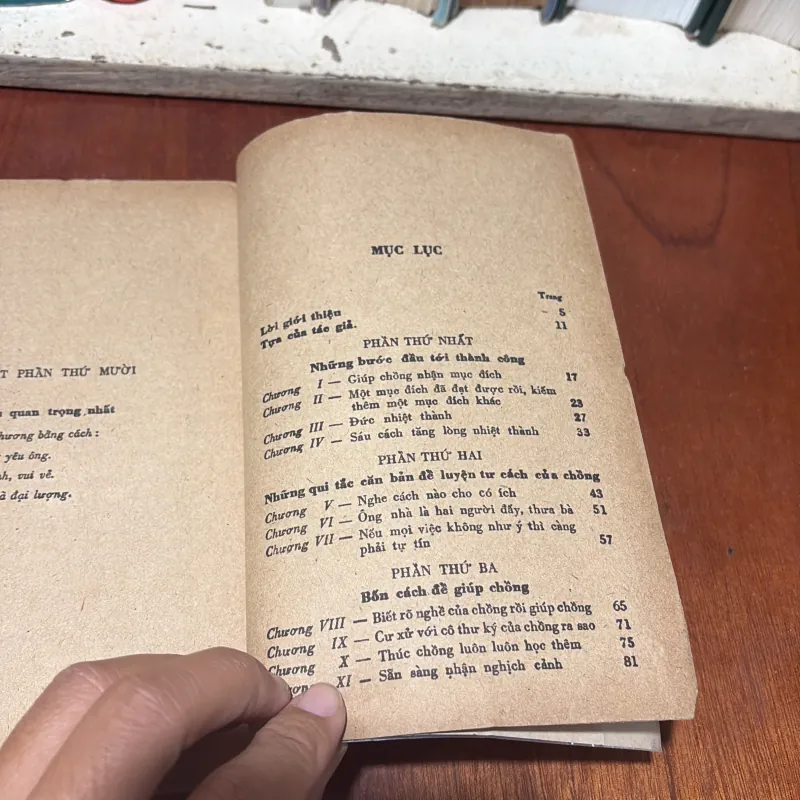 T PHẦN THỨ MƯỜI
quan trọng nhất
hương bằng cách :
yêu ông.
nh, vui vẻ.
à đại lượng.
MỤC LỤC
Trang
Lời giới thiệu 5
Tựa của tác giả. 11
PHẦN THỨ NHẤT
Những bước đầu tới thành công
Chương I — Giúp chồng nhận mục đích 17
Chương II — Một mục đích đã đạt được rồi, kiếm
thêm một mục đích khác 23
Chương III — Đức nhiệt thành 27
Chương IV — Sáu cách tăng lòng nhiệt thành 33
PHẦN THỨ HAI
Những qui tắc căn bản để luyện tư cách của chồng
Chương V — Nghe cách nào cho có ích 43
Chương VI — Ông nhà là hai người đấy, thưa bà 51
Chương VII — Nếu mọi việc không như ý thì càng
phải tự tín 57
PHẦN THỨ BA
Bốn cách để giúp chồng
Chương VIII — Biết rõ nghề của chồng rồi giúp chồng 65
Chương IX — Cư xử với cô thư ký của chồng ra sao 71
Chương X — Thúc chồng luôn luôn học thêm 75
XI — Sẵn sàng nhận nghịch cảnh 81